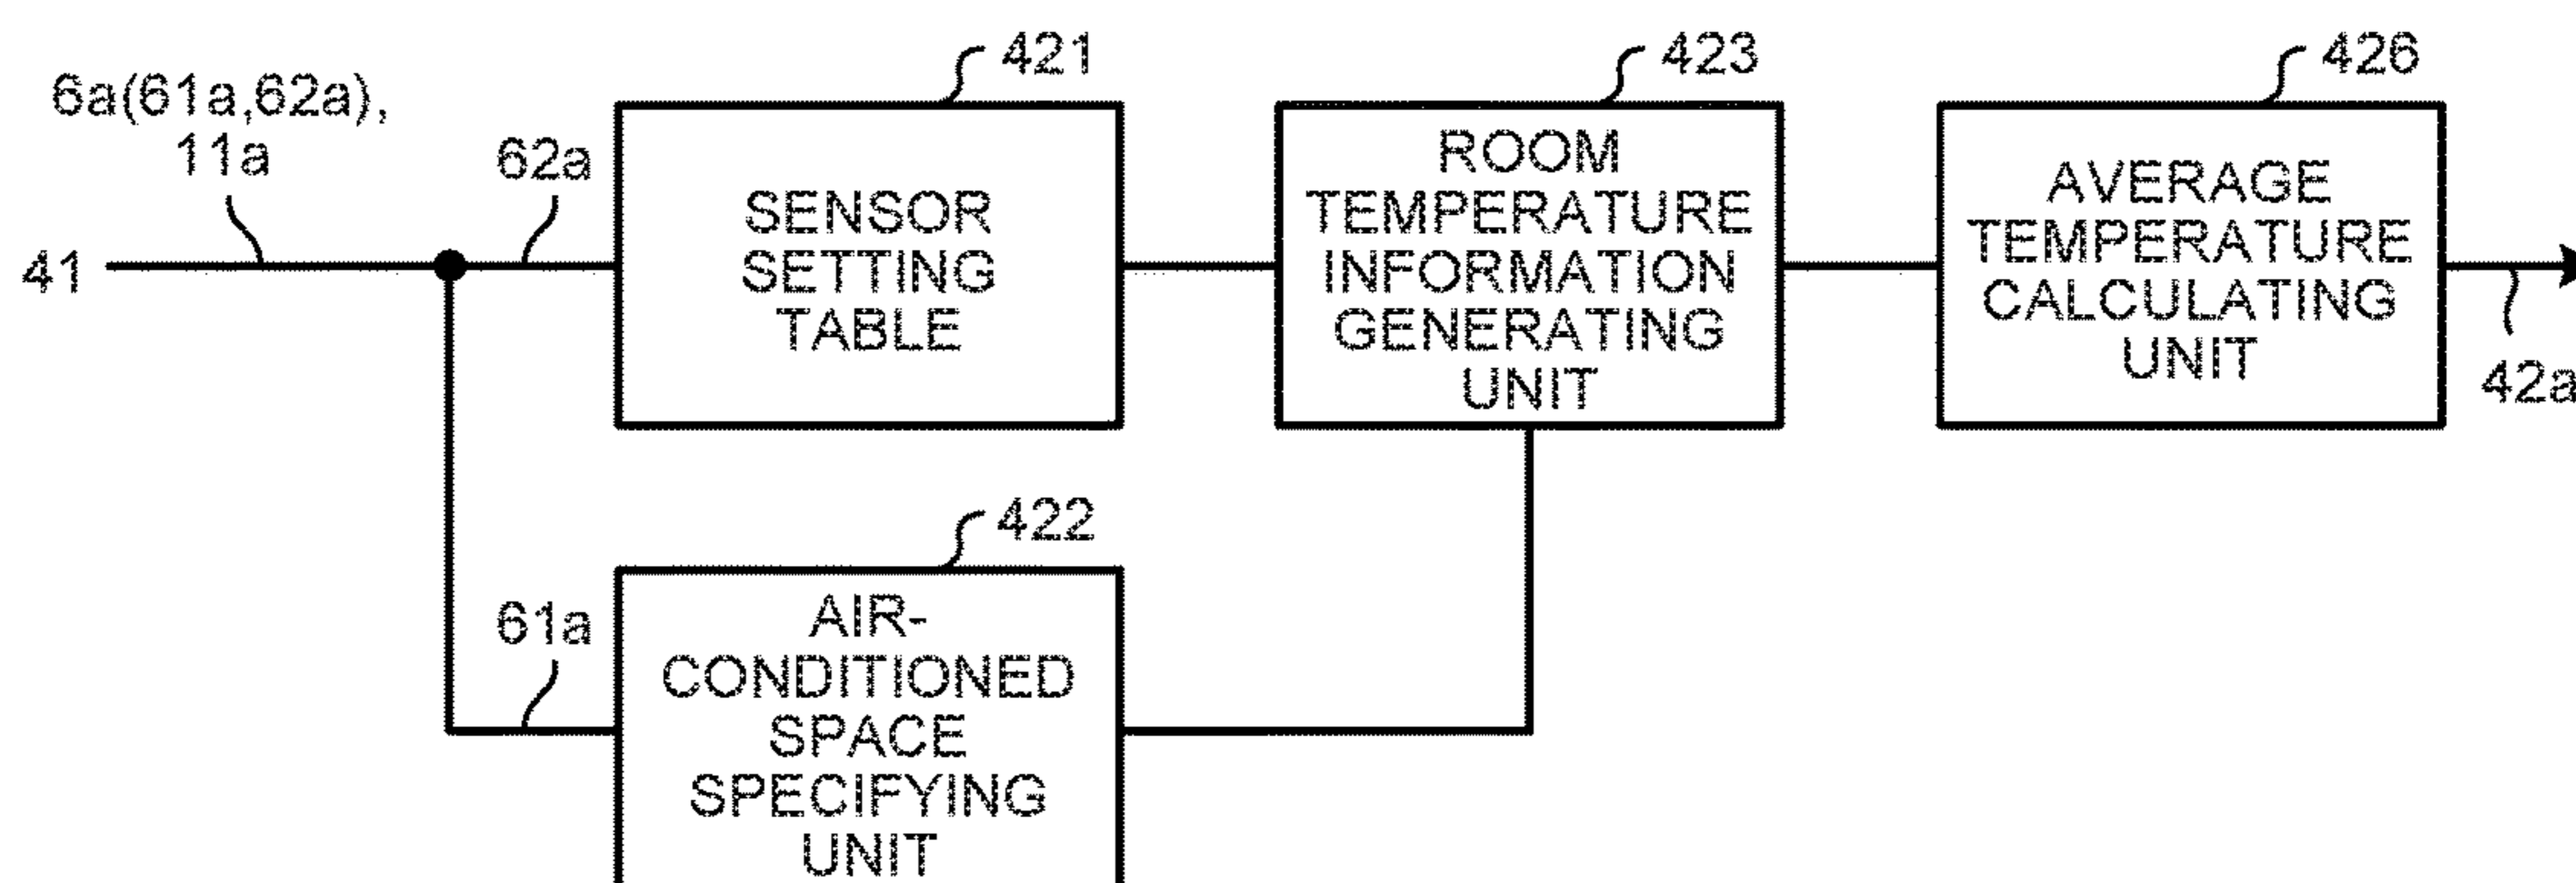 421
423
426
6a(61a,62a),
11a
62a
41
SENSOR
SETTING
TABLE
ROOM
TEMPERATURE
INFORMATION
GENERATING
UNIT
AVERAGE
TEMPERATURE
CALCULATING
UNIT
42a
422
61a
AIR-
CONDITIONED
SPACE
SPECIFYING
UNIT